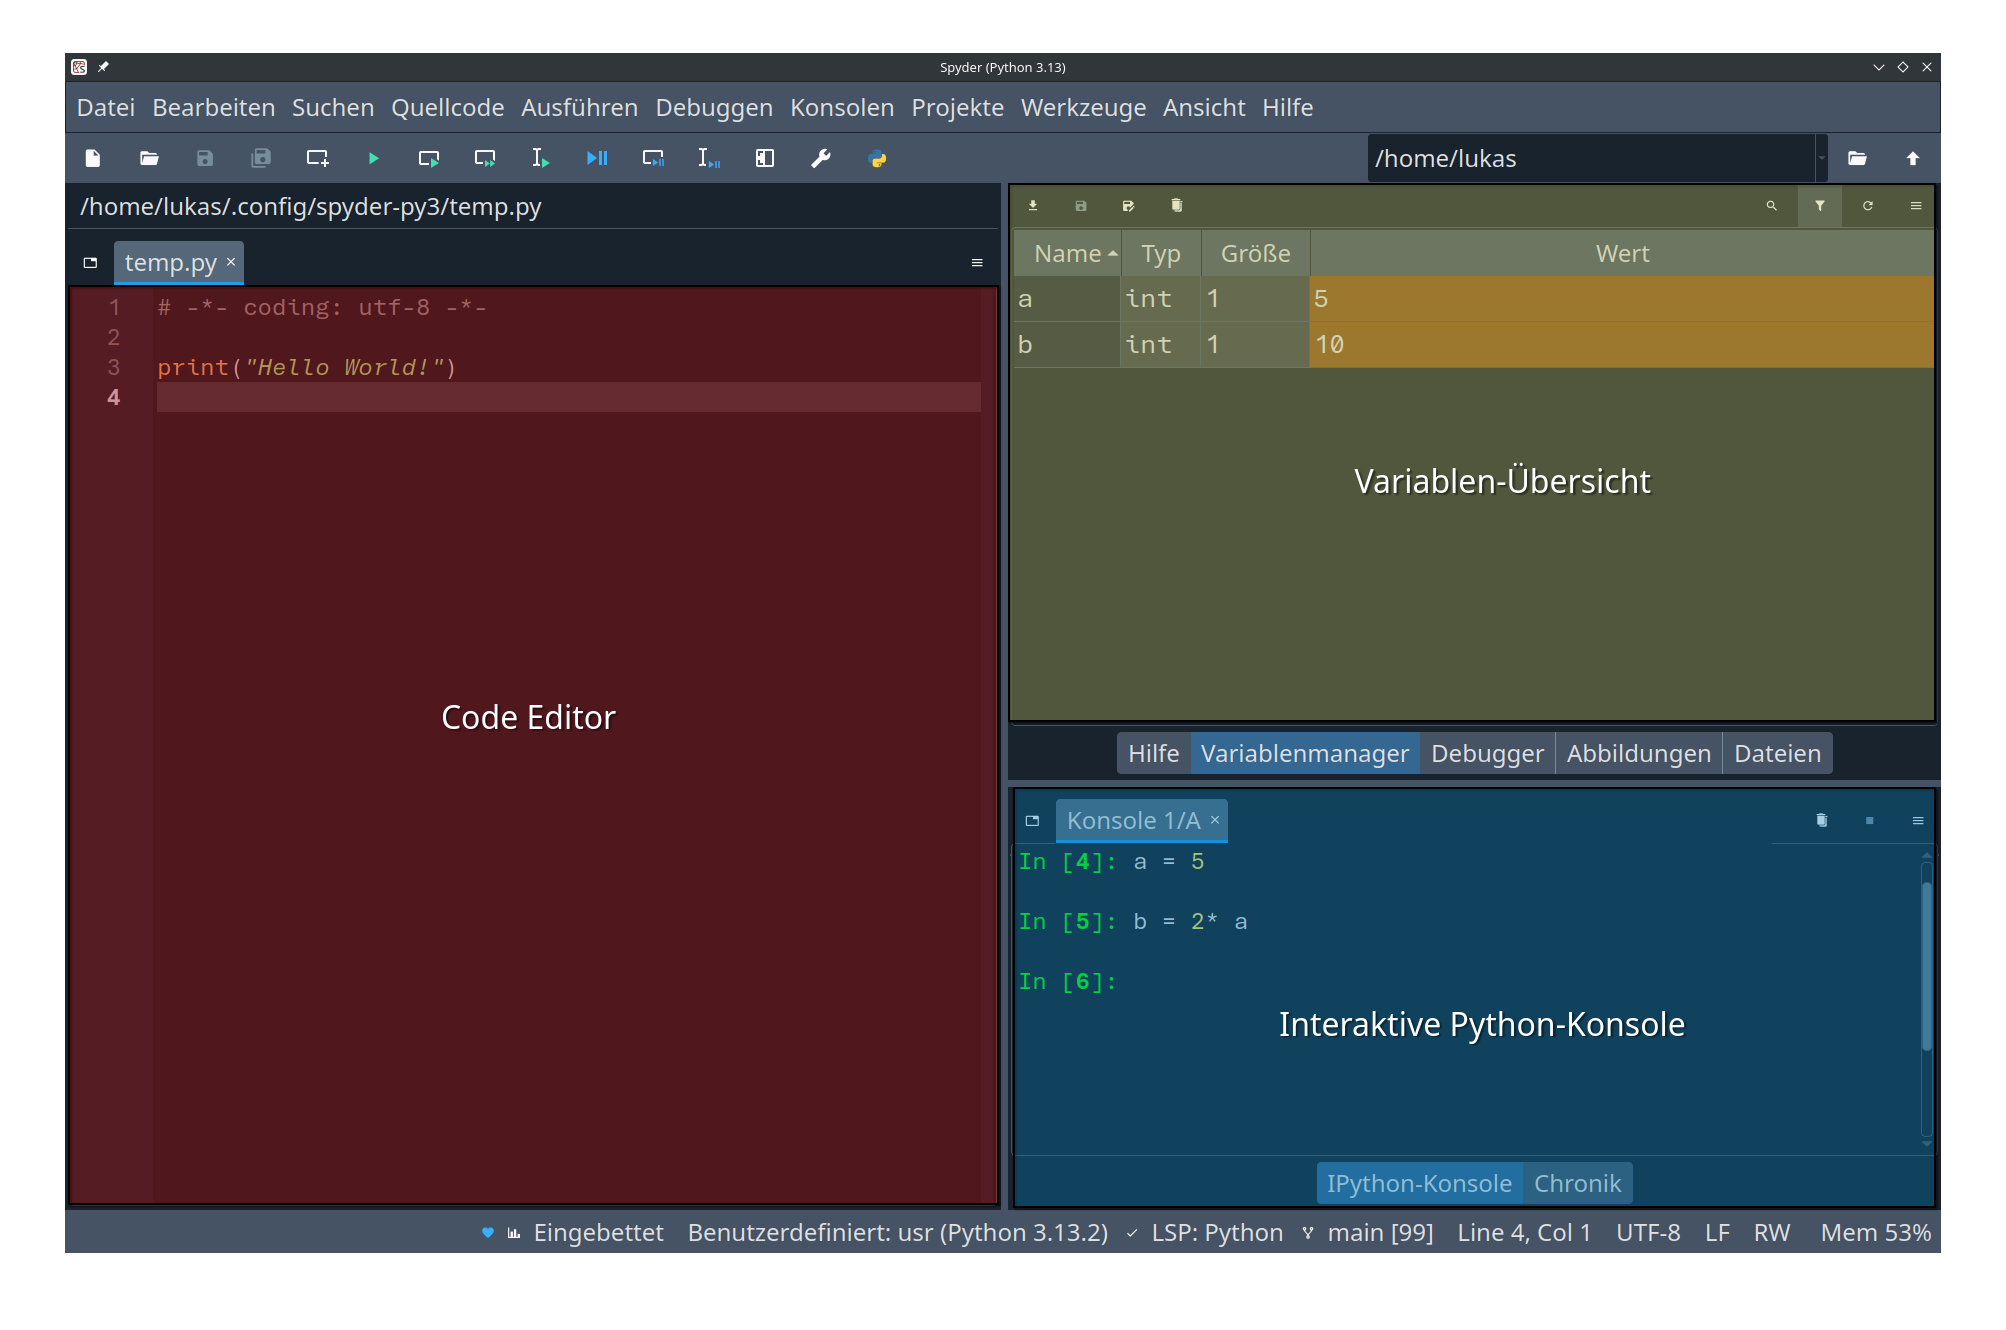 Spyder (Python 3.13)
Datei Bearbeiten Suchen Quellcode Ausführen Debuggen Konsolen Projekte Werkzeuge Ansicht Hilfe
/home/lukas
/home/lukas/.config/spyder-py3/temp.py
temp.py
1 # -*- coding: utf-8 -*-
2
3 print("Hello World!")
4
Code Editor
Name Typ Größe Wert
a int 1 5
b int 1 10
Variablen-Übersicht
Hilfe Variablenmanager Debugger Abbildungen Dateien
Konsole 1/A
In [4]: a = 5
In [5]: b = 2* a
In [6]:
Interaktive Python-Konsole
IPython-Konsole Chronik
Eingebettet Benutzerdefiniert: usr (Python 3.13.2) LSP: Python main [99] Line 4, Col 1 UTF-8 LF RW Mem 53%